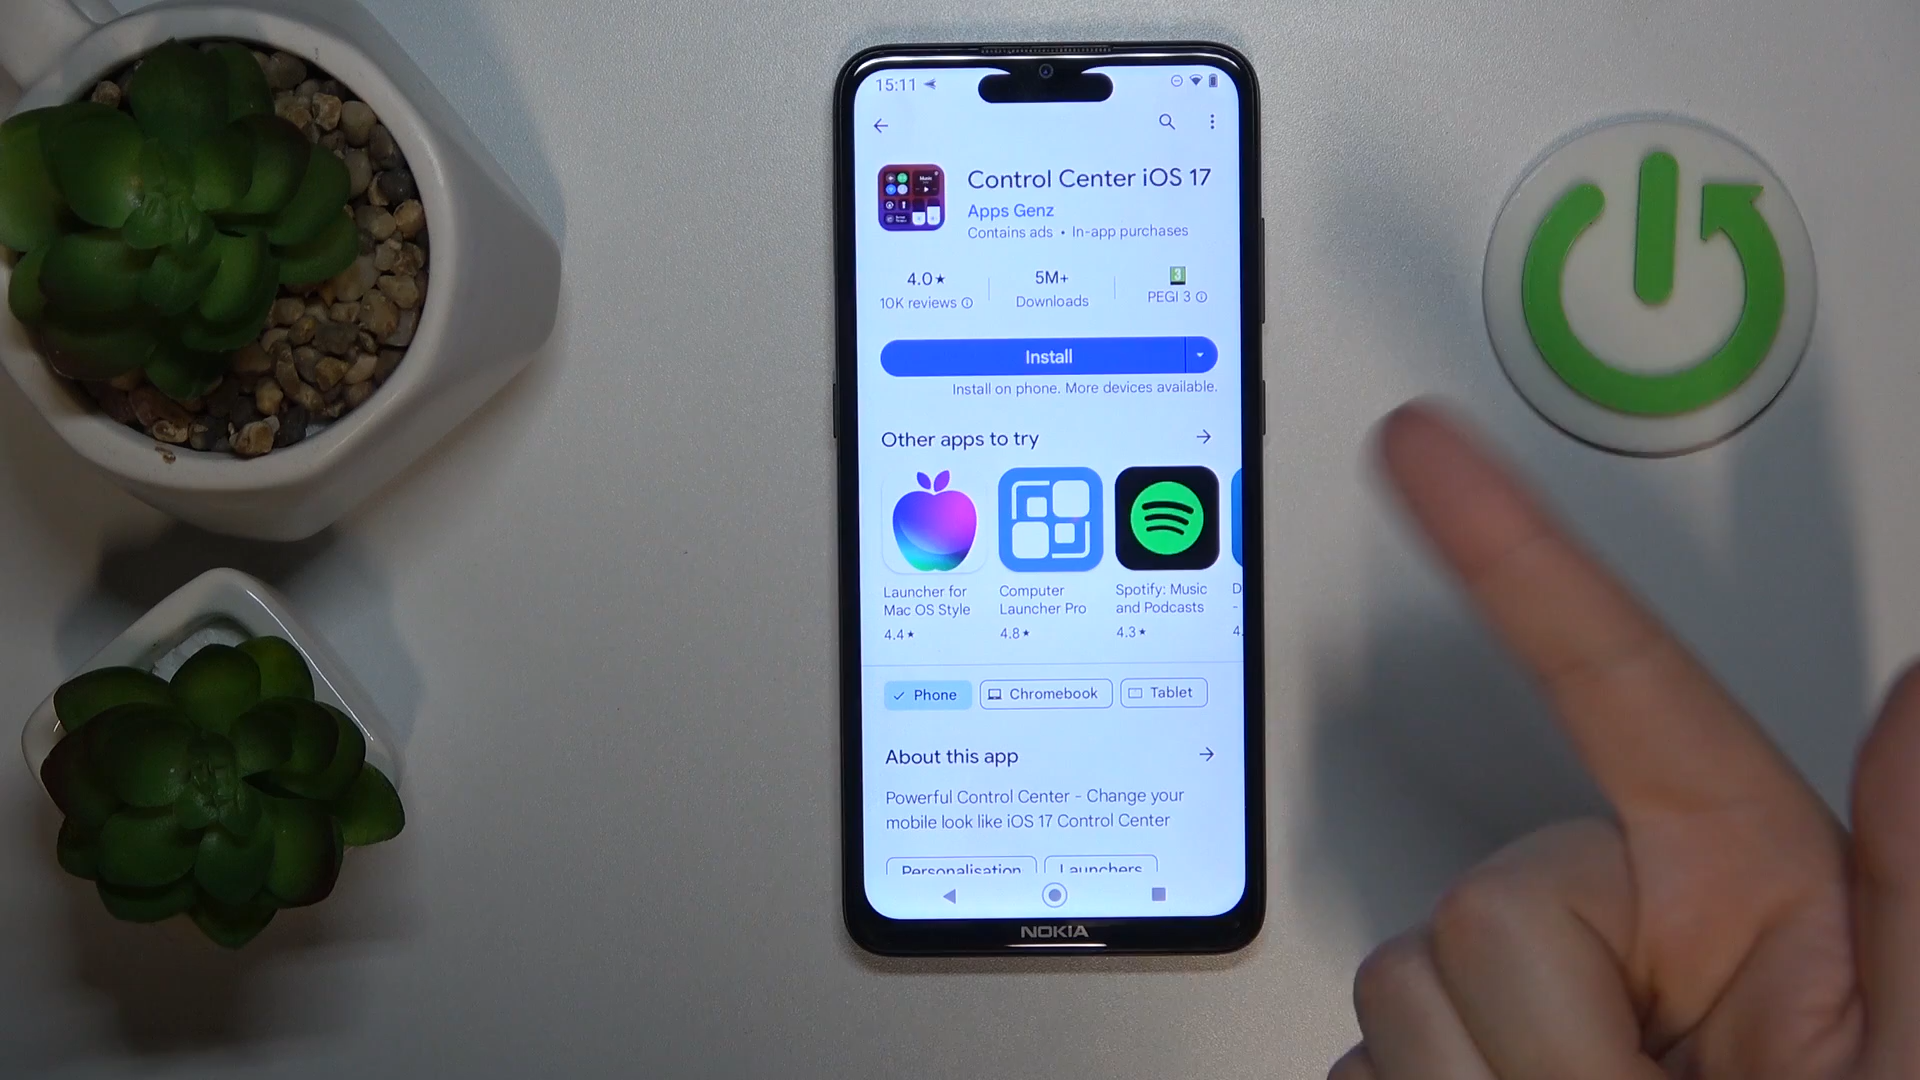 15:11
Control Center iOS 17
Apps Genz
Contains ads • In-app purchases
4.0★
10K reviews
5M+
Downloads
3
PEGI 3
Install
Install on phone. More devices available.
Other apps to try
Launcher for
Mac OS Style
4.4★
Computer
Launcher Pro
4.8★
Spotify: Music
and Podcasts
4.3★
D
-
4.
Phone
Chromebook
Tablet
About this app
Powerful Control Center - Change your
mobile look like iOS 17 Control Center
Personalisation
Launchers
NOKIA